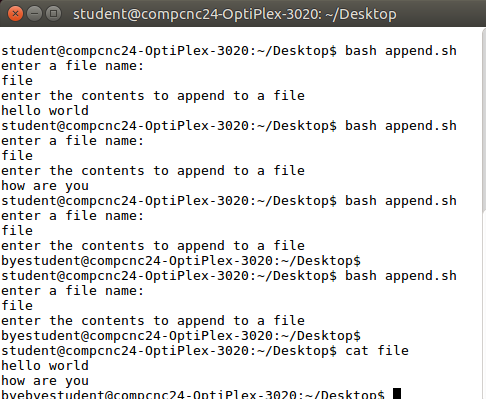 student@compcnc24-OptiPlex-3020: ~/Desktop
student@compcnc24-OptiPlex-3020:~/Desktop$ bash append.sh
enter a file name:
file
enter the contents to append to a file
hello world
student@compcnc24-OptiPlex-3020:~/Desktop$ bash append.sh
enter a file name:
file
enter the contents to append to a file
how are you
student@compcnc24-OptiPlex-3020:~/Desktop$ bash append.sh
enter a file name:
file
enter the contents to append to a file
byestudent@compcnc24-OptiPlex-3020:~/Desktop$
student@compcnc24-OptiPlex-3020:~/Desktop$ bash append.sh
enter a file name:
file
enter the contents to append to a file
byestudent@compcnc24-OptiPlex-3020:~/Desktop$
student@compcnc24-OptiPlex-3020:~/Desktop$ cat file
hello world
how are you
byebyestudent@compcnc24-OptiPlex-3020:~/Desktop$